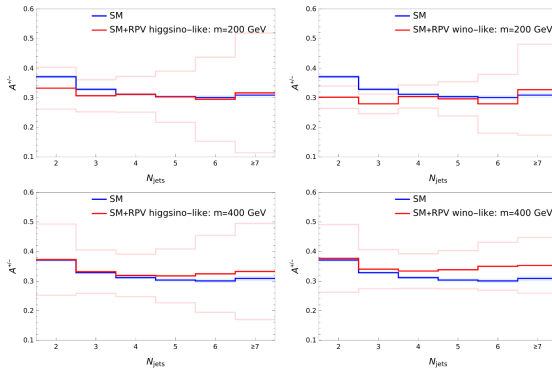 SM
SM+RPV higgsino–like: m=200 GeV
A+/−
0.6
0.5
0.4
0.3
0.2
0.1
2 3 4 5 6 ≥7
Njets
SM
SM+RPV wino–like: m=200 GeV
A+/−
0.6
0.5
0.4
0.3
0.2
0.1
2 3 4 5 6 ≥7
Njets
SM
SM+RPV higgsino–like: m=400 GeV
A+/−
0.6
0.5
0.4
0.3
0.2
0.1
2 3 4 5 6 ≥7
Njets
SM
SM+RPV wino–like: m=400 GeV
A+/−
0.6
0.5
0.4
0.3
0.2
0.1
2 3 4 5 6 ≥7
Njets